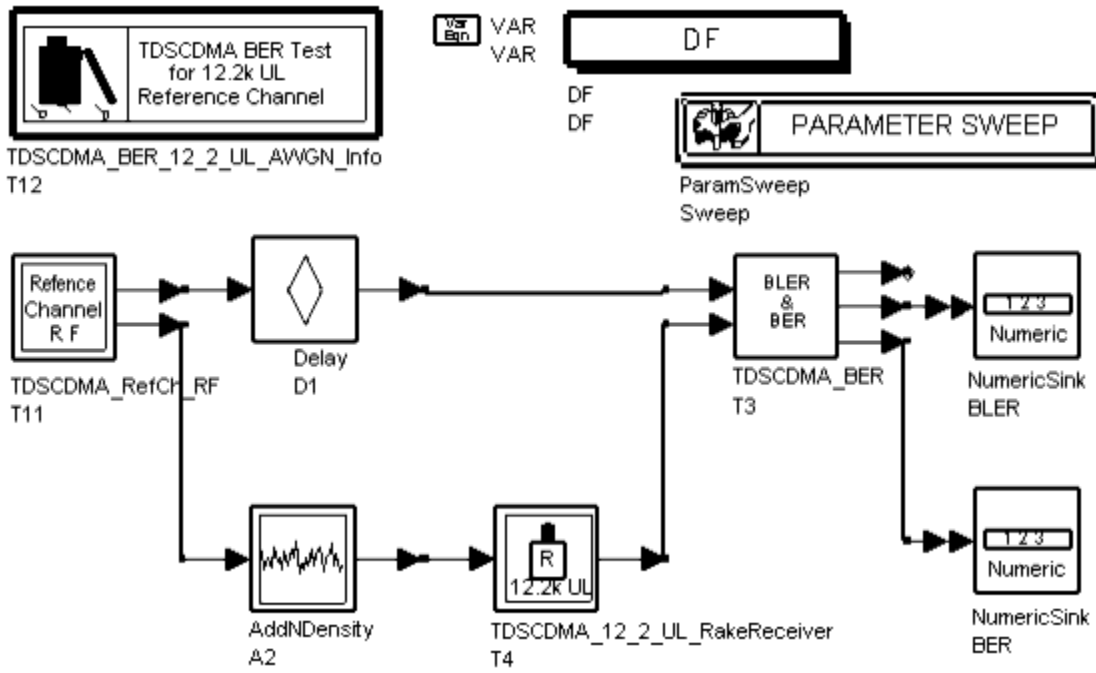 TDSCDMA BER Test
for 12.2k UL
Reference Channel
TDSCDMA_BER_12_2_UL_AWGN_Info
T12
Var
Eqn
VAR
VAR
DF
DF
DF
PARAMETER SWEEP
ParamSweep
Sweep
Refence
Channel
R F
TDSCDMA_RefCh_RF
T11
Delay
D1
BLER
&
BER
TDSCDMA_BER
T3
1 2 3
Numeric
NumericSink
BLER
AddNDensity
A2
R
12.2k UL
TDSCDMA_12_2_UL_RakeReceiver
T4
1 2 3
Numeric
NumericSink
BER